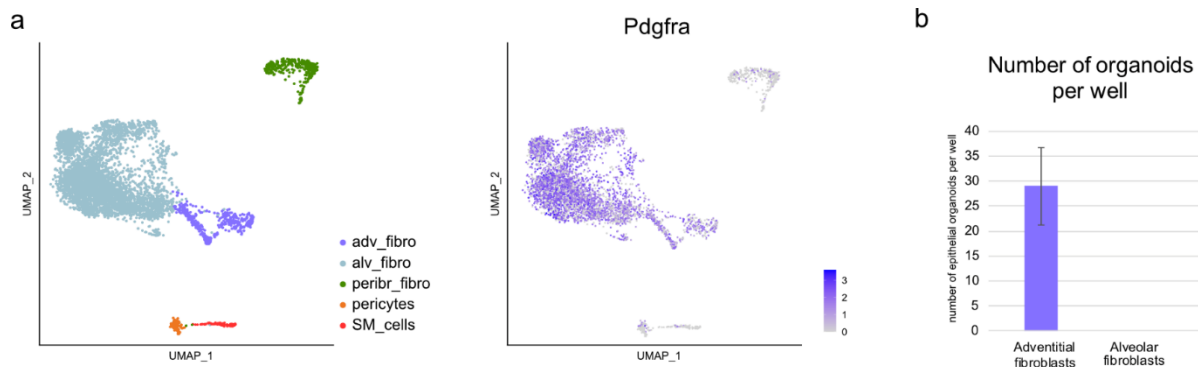 a
UMAP_2
UMAP_1
adv_fibro
alv_fibro
peribr_fibro
pericytes
SM_cells
Pdgfra
UMAP_2
UMAP_1
3
2
1
0
b
Number of organoids
per well
number of epithelial organoids per well
40
35
30
25
20
15
10
5
0
Adventitial
fibroblasts
Alveolar
fibroblasts